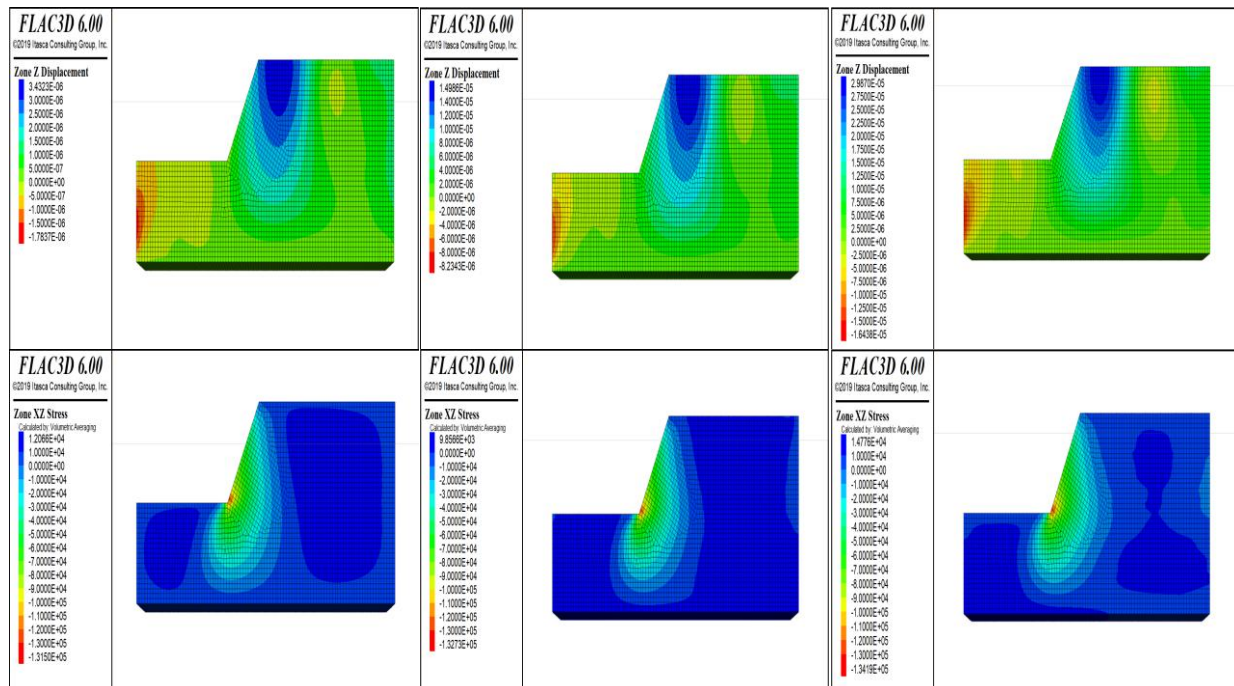 FLAC3D 6.00
©2019 Itasca Consulting Group, Inc.
Zone Z Displacement
3.4323E-06
3.0000E-06
2.5000E-06
2.0000E-06
1.5000E-06
1.0000E-06
5.0000E-07
0.0000E+00
-5.0000E-07
-1.0000E-06
-1.5000E-06
-1.7837E-06
FLAC3D 6.00
©2019 Itasca Consulting Group, Inc.
Zone Z Displacement
1.4986E-05
1.4000E-05
1.2000E-05
1.0000E-05
8.0000E-06
6.0000E-06
4.0000E-06
2.0000E-06
0.0000E+00
-2.0000E-06
-4.0000E-06
-6.0000E-06
-8.0000E-06
-8.2343E-06
FLAC3D 6.00
©2019 Itasca Consulting Group, Inc.
Zone Z Displacement
2.9870E-05
2.7500E-05
2.5000E-05
2.2500E-05
2.0000E-05
1.7500E-05
1.5000E-05
1.2500E-05
1.0000E-05
7.5000E-06
5.0000E-06
2.5000E-06
0.0000E+00
-2.5000E-06
-5.0000E-06
-7.5000E-06
-1.0000E-05
-1.2500E-05
-1.5000E-05
-1.6438E-05
FLAC3D 6.00
©2019 Itasca Consulting Group, Inc.
Zone XZ Stress
Calculated by: Volumetric Averaging
1.2066E+04
1.0000E+04
0.0000E+00
-1.0000E+04
-2.0000E+04
-3.0000E+04
-4.0000E+04
-5.0000E+04
-6.0000E+04
-7.0000E+04
-8.0000E+04
-9.0000E+04
-1.0000E+05
-1.1000E+05
-1.2000E+05
-1.3000E+05
-1.3150E+05
FLAC3D 6.00
©2019 Itasca Consulting Group, Inc.
Zone XZ Stress
Calculated by: Volumetric Averaging
9.8566E+03
0.0000E+00
-1.0000E+04
-2.0000E+04
-3.0000E+04
-4.0000E+04
-5.0000E+04
-6.0000E+04
-7.0000E+04
-8.0000E+04
-9.0000E+04
-1.0000E+05
-1.1000E+05
-1.2000E+05
-1.3000E+05
-1.3273E+05
FLAC3D 6.00
©2019 Itasca Consulting Group, Inc.
Zone XZ Stress
Calculated by: Volumetric Averaging
1.4776E+04
1.0000E+04
0.0000E+00
-1.0000E+04
-2.0000E+04
-3.0000E+04
-4.0000E+04
-5.0000E+04
-6.0000E+04
-7.0000E+04
-8.0000E+04
-9.0000E+04
-1.0000E+05
-1.1000E+05
-1.2000E+05
-1.3000E+05
-1.3419E+05